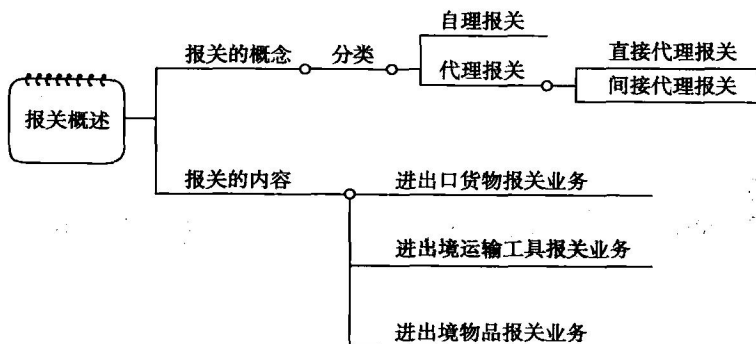 报关概述
报关的概念
分类
自理报关
代理报关
直接代理报关
间接代理报关
报关的内容
进出口货物报关业务
进出境运输工具报关业务
进出境物品报关业务